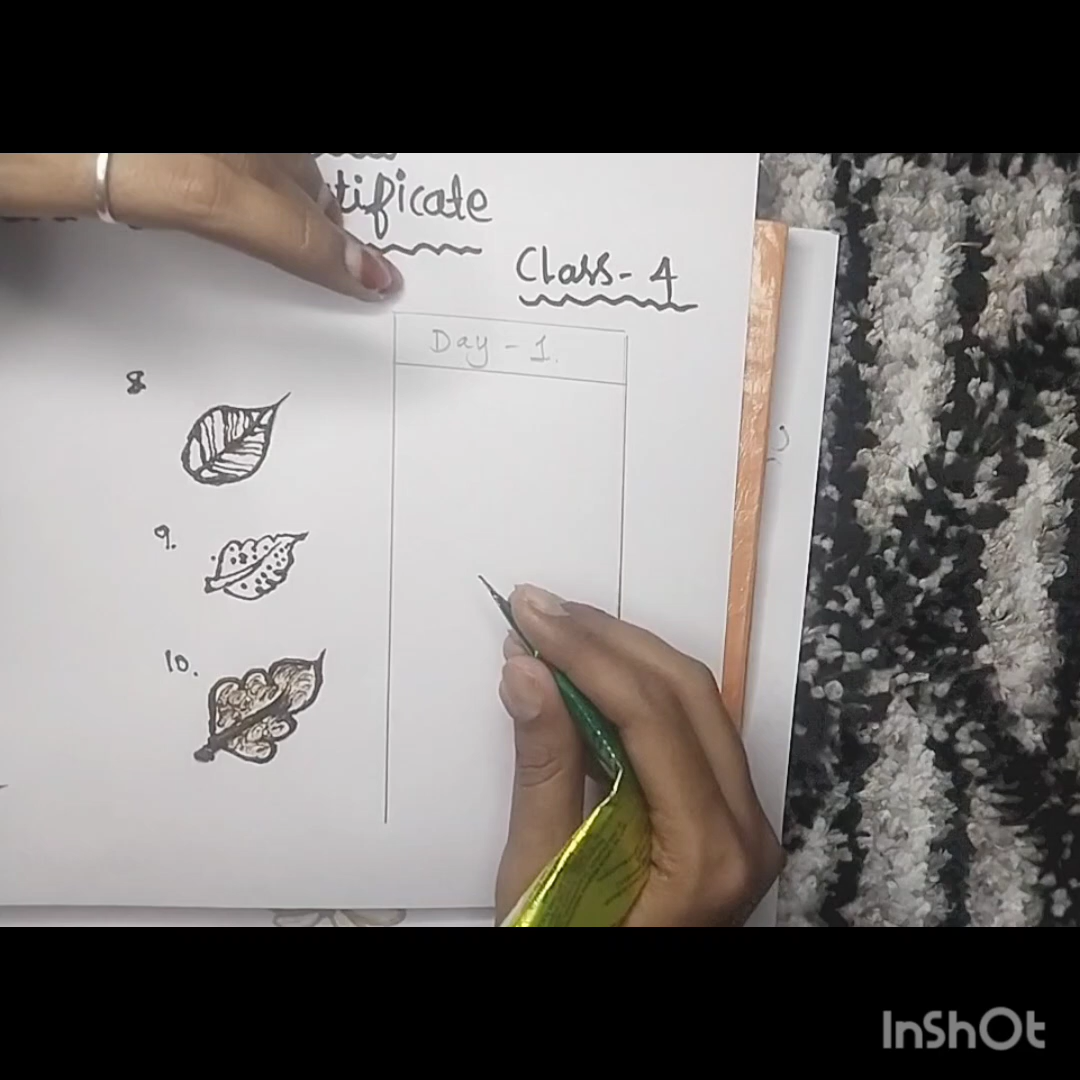 tificate
Class - 4
Day - 1.
8
9.
10.
InShOt